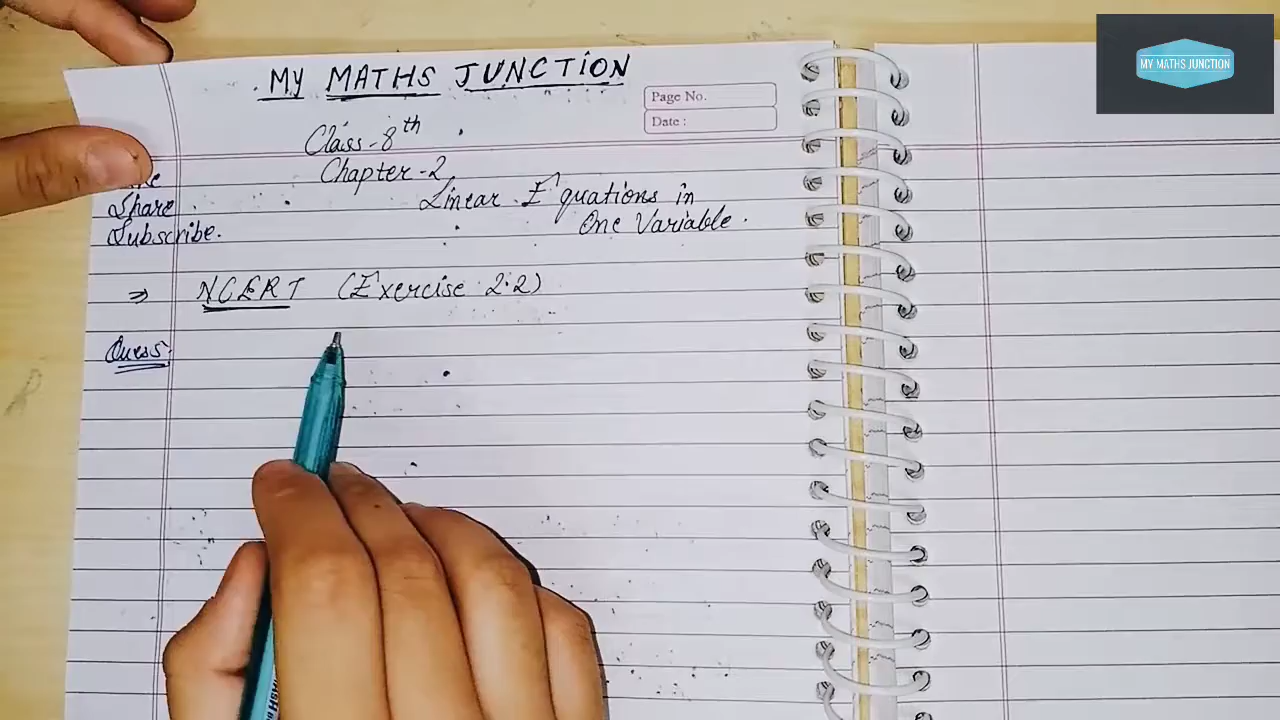 MY MATHS JUNCTION
MY MATHS JUNCTION
Page No.
Date :
Class-8th
Chapter-2
Linear Equations in
One Variable.
Share
Subscribe.
⇒ NCERT (Exercise 2.2)